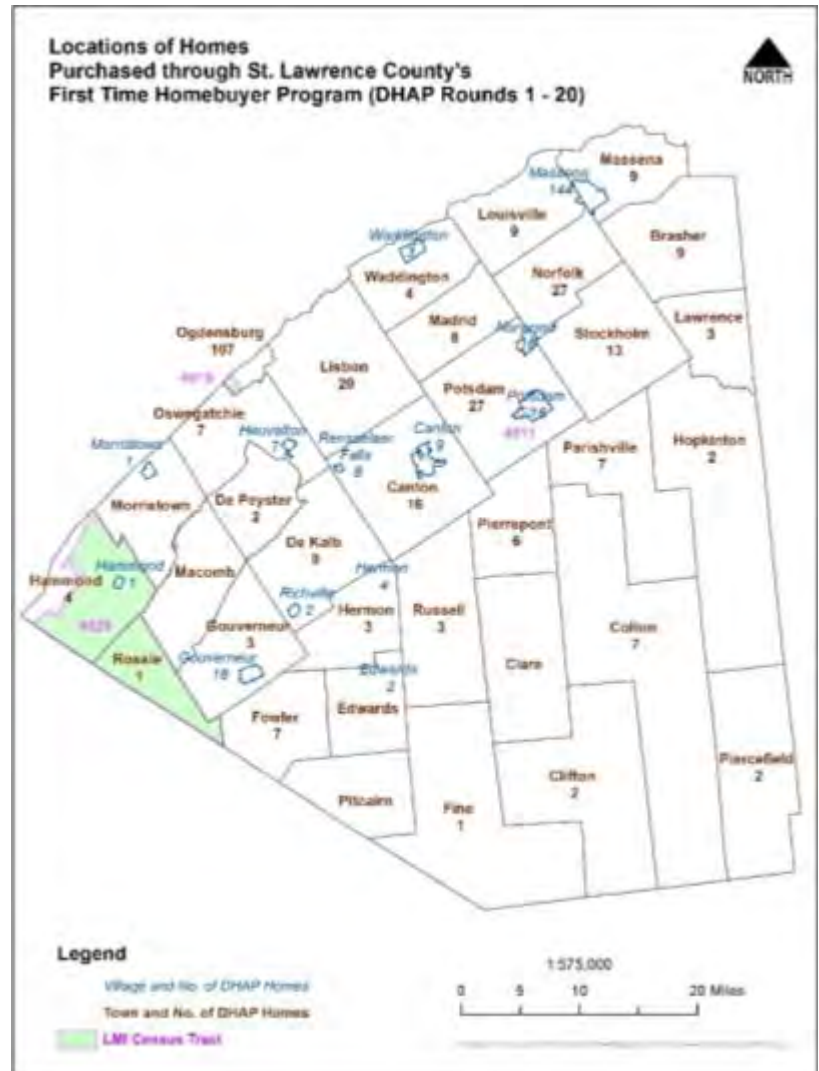 Locations of Homes
Purchased through St. Lawrence County's
First Time Homebuyer Program (DHAP Rounds 1 - 20)
NORTH
Massena
9
Massena
144
Louisville
9
Brasher
9
Waddington
Waddington
4
Norfolk
27
Madrid
8
Lawrence
3
Norwood
Stockholm
13
Ogdensburg
107
Lisbon
20
Potsdam
27
Potsdam
Oswegatchie
7
Heuvelton
7
Rensselaer
Falls
8
Canton
9
Canton
16
Parishville
7
Hopkinton
2
Morristown
1
Morristown
De Peyster
2
Pierrepont
6
De Kalb
9
Hammond
4
Hammond
1
Macomb
Hermon
4
Richville
2
Hermon
3
Russell
3
Gouverneur
3
Gouverneur
18
Colton
7
Rossie
1
Clare
Edwards
2
Edwards
Fowler
7
Pitcairn
Fine
1
Clifton
2
Piercefield
2
Legend
Village and No. of DHAP Homes
Town and No. of DHAP Homes
LMI Census Tract
1:575,000
0 5 10 20 Miles